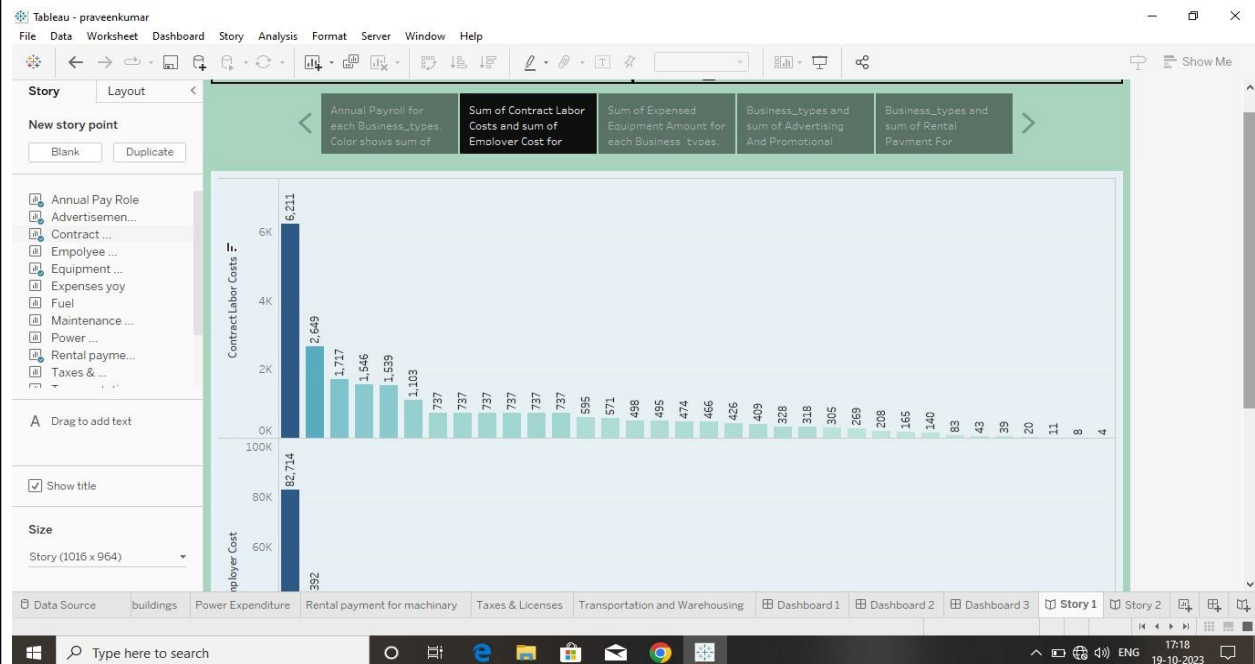 Tableau - praveenkumar
File Data Worksheet Dashboard Story Analysis Format Server Window Help
Show Me
Story Layout
New story point
Blank Duplicate
Annual Pay Role
Advertisemen...
Contract ...
Empolyee ...
Equipment ...
Expenses yoy
Fuel
Maintenance ...
Power ...
Rental payme...
Taxes & ...
A Drag to add text
Show title
Size
Story (1016 x 964)
Annual Payroll for
each Business_types.
Color shows sum of
Sum of Contract Labor
Costs and sum of
Employer Cost for
Sum of Expensed
Equipment Amount for
each Business_types.
Business_types and
sum of Advertising
And Promotional
Business_types and
sum of Rental
Payment For
Contract Labor Costs
6K
4K
2K
0K
6,211
2,649
1,717
1,546
1,539
1,103
737
737
737
737
737
737
595
571
498
495
474
466
426
409
328
318
305
269
208
165
140
83
43
39
20
11
8
4
100K
80K
60K
82,714
392
Data Source buildings Power Expenditure Rental payment for machinary Taxes & Licenses Transportation and Warehousing Dashboard 1 Dashboard 2 Dashboard 3 Story 1 Story 2
Type here to search
ENG
17:18
19-10-2023